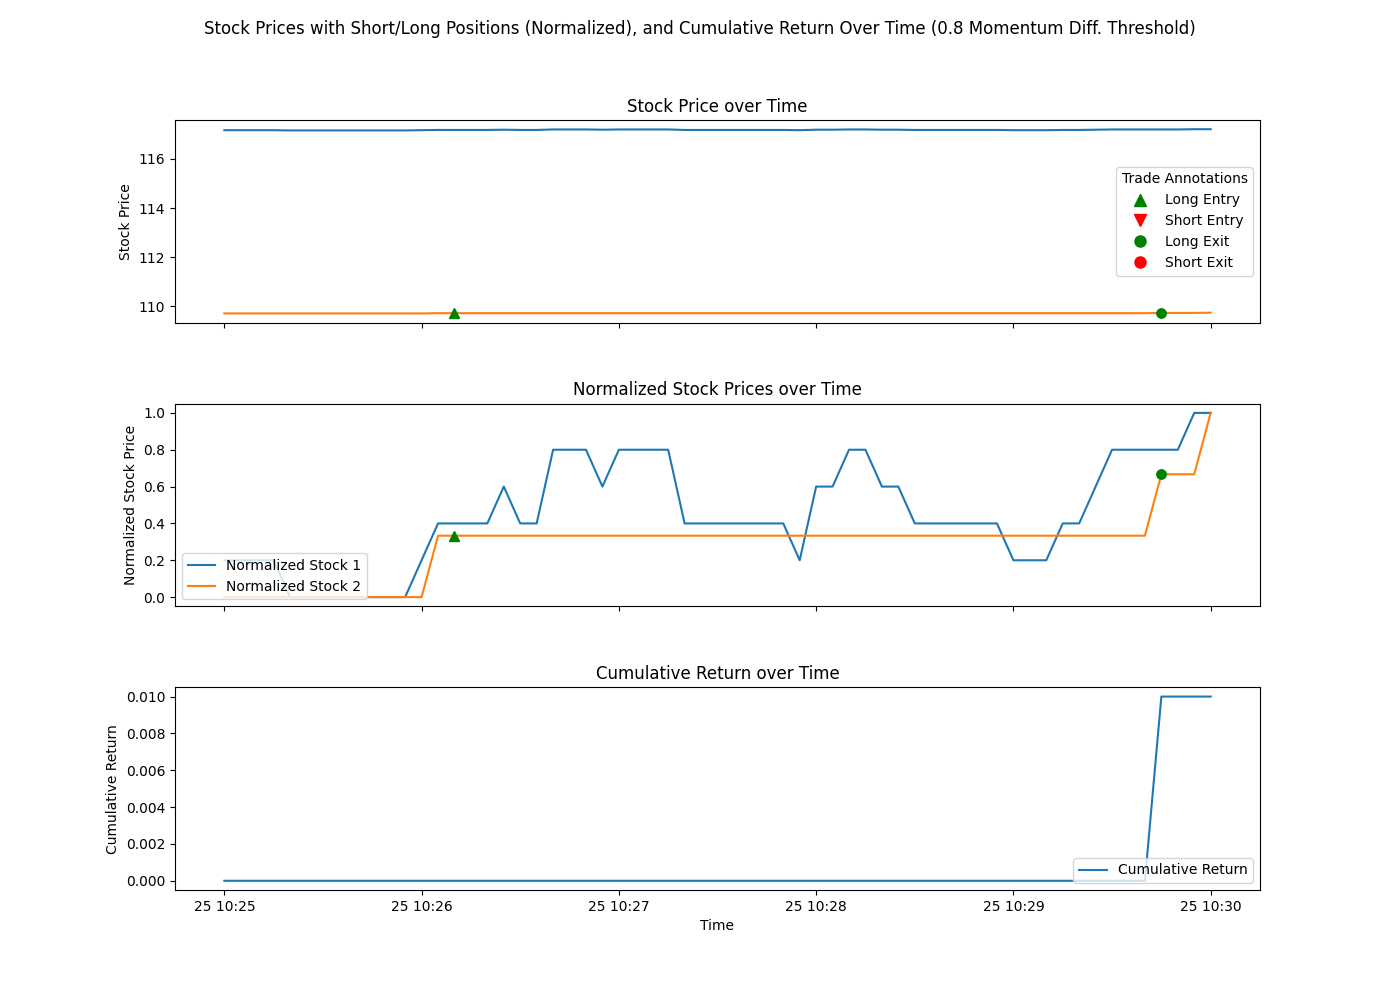 Stock Prices with Short/Long Positions (Normalized), and Cumulative Return Over Time (0.8 Momentum Diff. Threshold)
Stock Price over Time
Stock Price
116
114
112
110
Trade Annotations
Long Entry
Short Entry
Long Exit
Short Exit
Normalized Stock Prices over Time
Normalized Stock Price
1.0
0.8
0.6
0.4
0.2
0.0
Normalized Stock 1
Normalized Stock 2
Cumulative Return over Time
Cumulative Return
0.010
0.008
0.006
0.004
0.002
0.000
Cumulative Return
25 10:25
25 10:26
25 10:27
25 10:28
25 10:29
25 10:30
Time